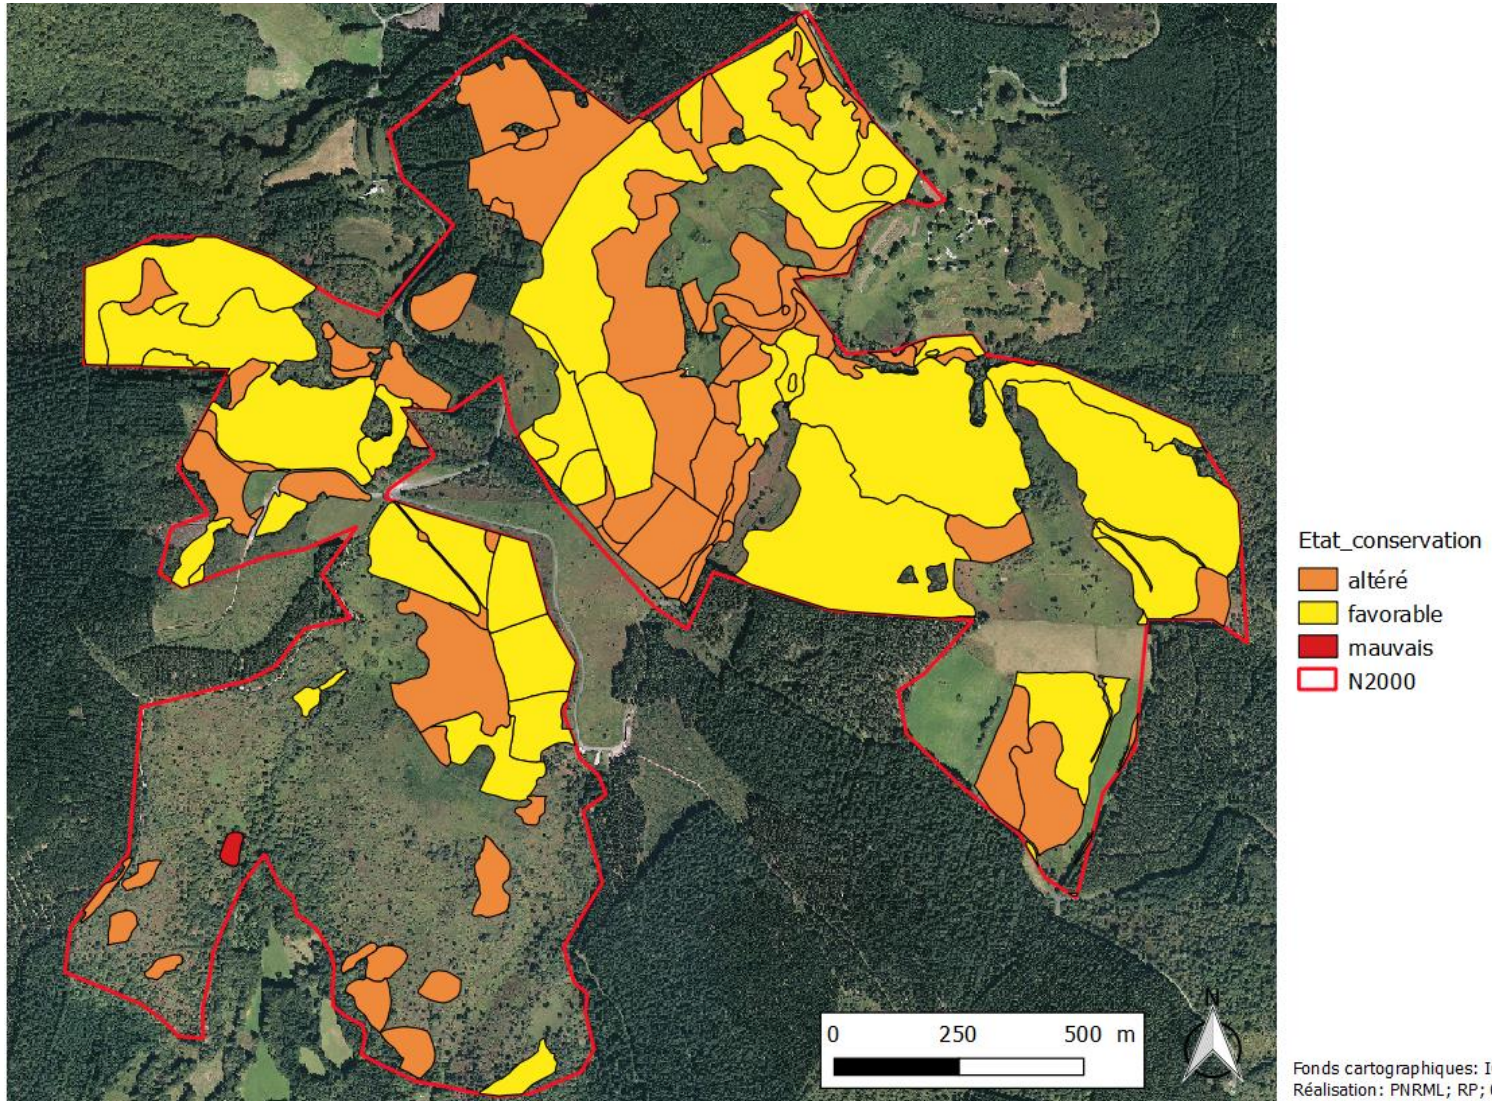 Etat_conservation
altéré
favorable
mauvais
N2000
N
0 250 500 m
Fonds cartographiques:
Réalisation: PNRML; RP;